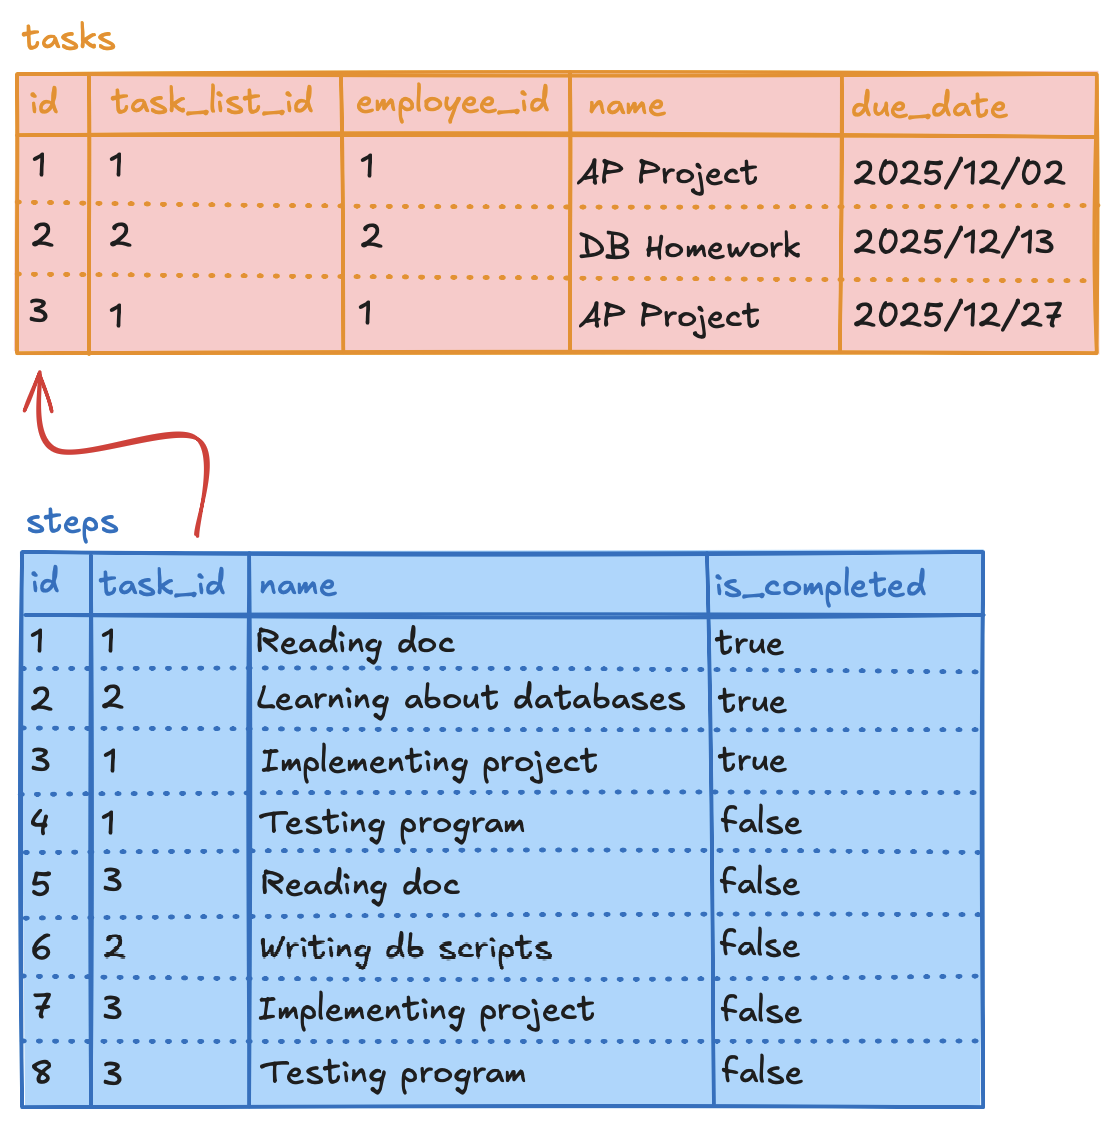 tasks
id task_list_id employee_id name due_date
1 1 1 AP Project 2025/12/02
2 2 2 DB Homework 2025/12/13
3 1 1 AP Project 2025/12/27
steps
id task_id name is_completed
1 1 Reading doc true
2 2 Learning about databases true
3 1 Implementing project true
4 1 Testing program false
5 3 Reading doc false
6 2 Writing db scripts false
7 3 Implementing project false
8 3 Testing program false